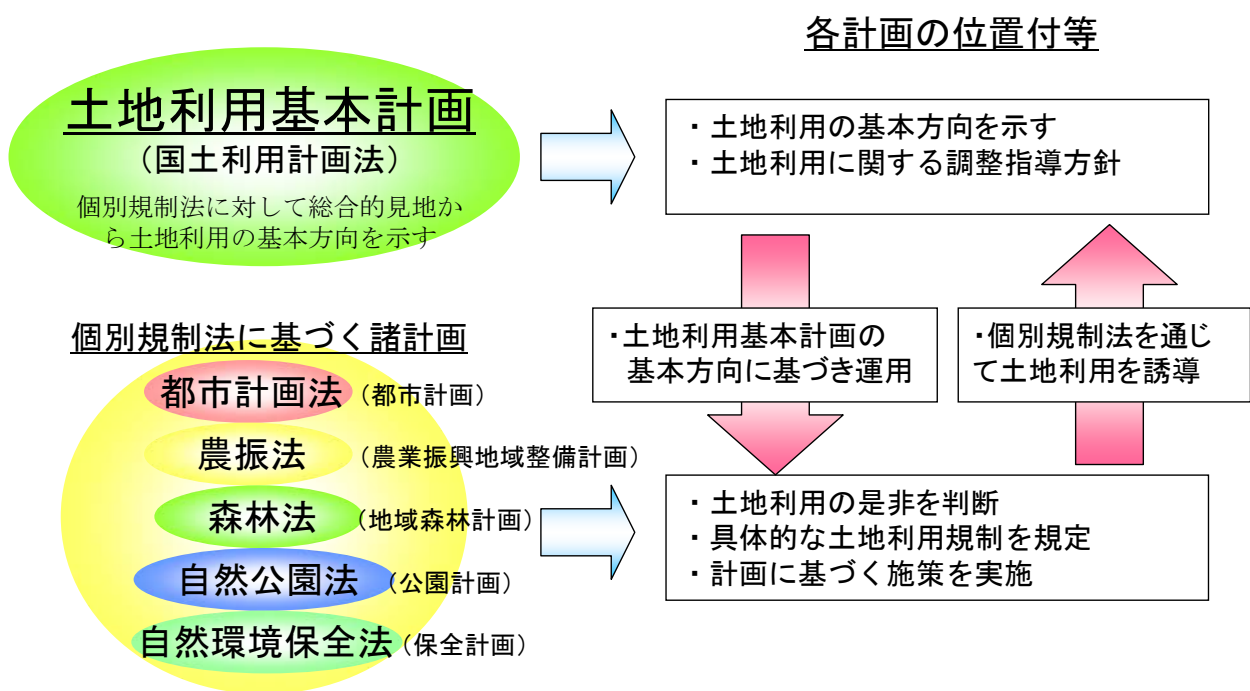 各計画の位置付等
土地利用基本計画
（国土利用計画法）
個別規制法に対して総合的見地か
ら土地利用の基本方向を示す
・土地利用の基本方向を示す
・土地利用に関する調整指導方針
・土地利用基本計画の
基本方向に基づき運用
・個別規制法を通じ
て土地利用を誘導
個別規制法に基づく諸計画
都市計画法（都市計画）
農振法（農業振興地域整備計画）
森林法（地域森林計画）
自然公園法（公園計画）
自然環境保全法（保全計画）
・土地利用の是非を判断
・具体的な土地利用規制を規定
・計画に基づく施策を実施